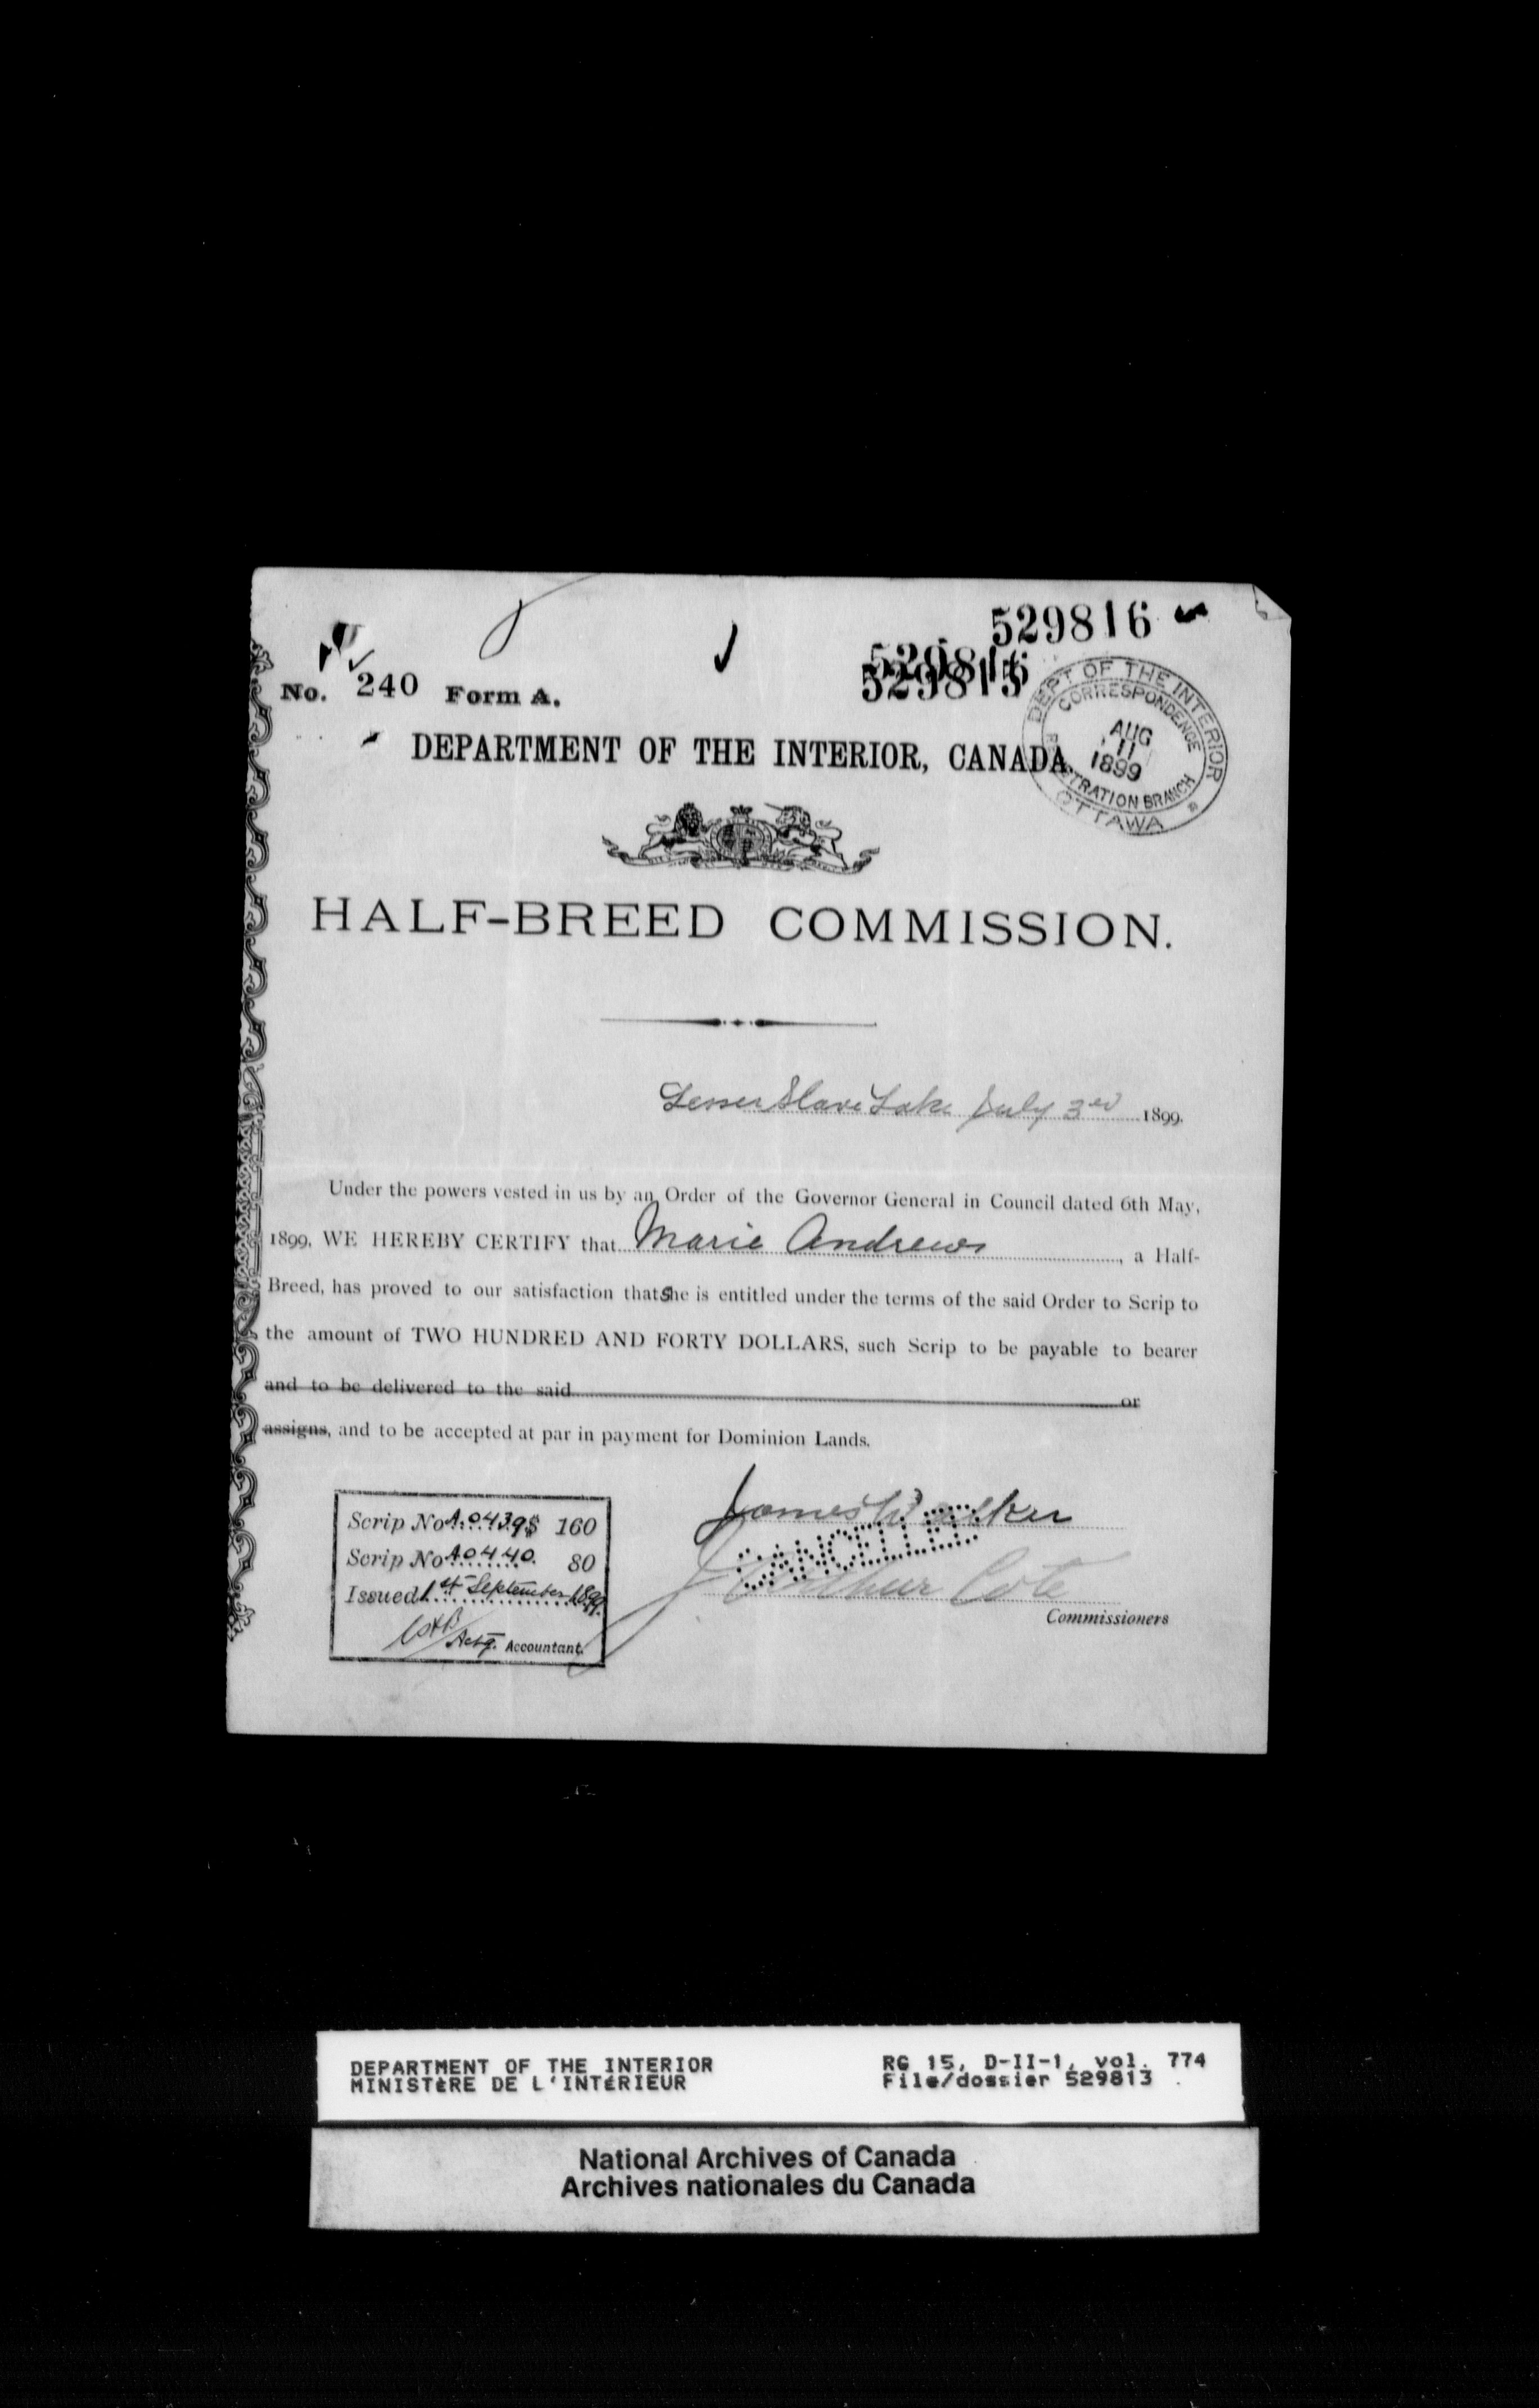 529816
529815
No. 240 Form A.
DEPT OF THE INTERIOR
CORRESPONDENCE
AUG
11
1899
TRATION BRANCH
OTTAWA
DEPARTMENT OF THE INTERIOR, CANADA.
HALF-BREED COMMISSION.
Lesser Slave Lake July 3rd 1899.
Under the powers vested in us by an Order of the Governor General in Council dated 6th May,
1899, WE HEREBY CERTIFY that Marie Andrews, a Half-
Breed, has proved to our satisfaction that She is entitled under the terms of the said Order to Scrip to
the amount of TWO HUNDRED AND FORTY DOLLARS, such Scrip to be payable to bearer
and to be delivered to the said or
assigns, and to be accepted at par in payment for Dominion Lands.
James Walker
J Arthur Cote
CANCELLED
Commissioners
Scrip No 160
Scrip No A0440. 80
Issued 1st September 1899.
Actg. Accountant.
DEPARTMENT OF THE INTERIOR
MINISTÈRE DE L'INTÉRIEUR
RG 15, D-II-1, vol. 774
File/dossier 529813
National Archives of Canada
Archives nationales du Canada